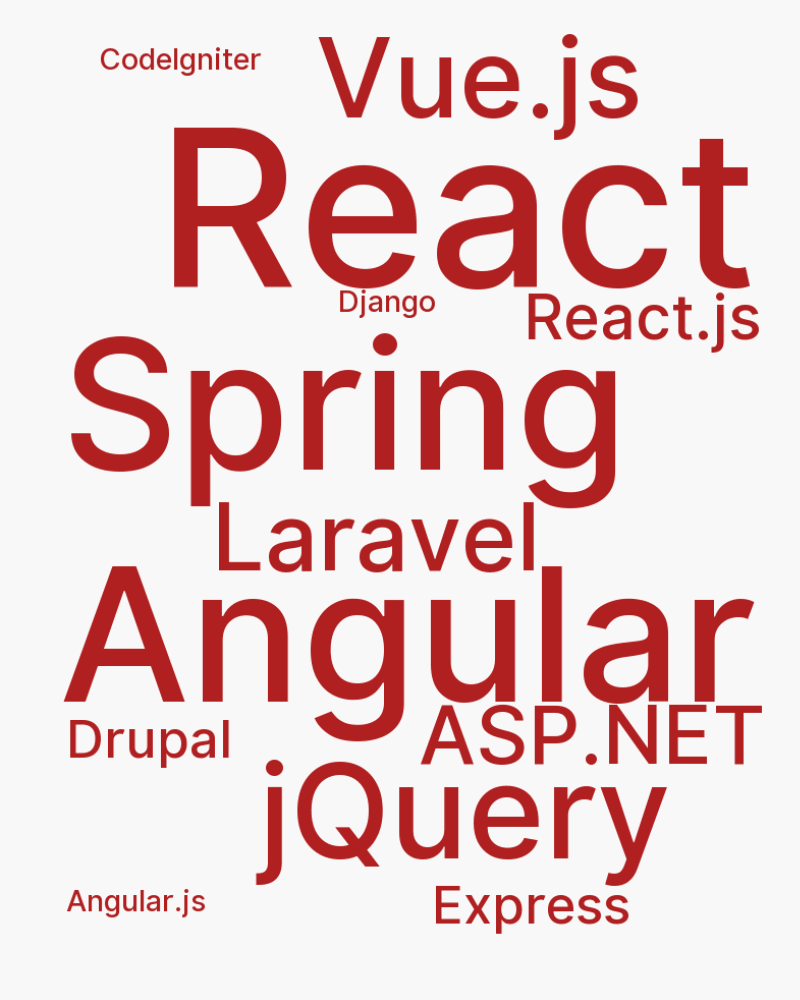 CodeIgniter
Vue.js
React
Django
React.js
Spring
Laravel
Angular
Drupal
ASP.NET
jQuery
Angular.js
Express